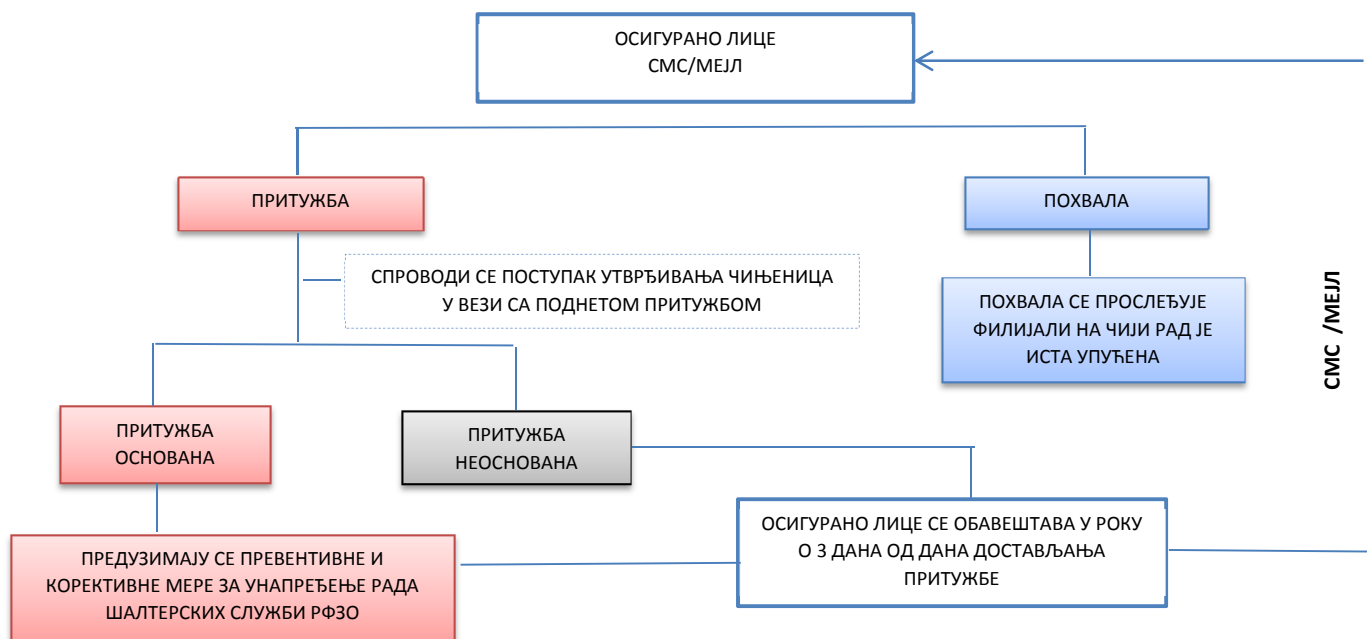 ОСИГУРАНО ЛИЦЕ
СМС/МЕЈЛ
ПРИТУЖБА
ПОХВАЛА
СПРОВОДИ СЕ ПОСТУПАК УТВРЂИВАЊА ЧИЊЕНИЦА
У ВЕЗИ СА ПОДНЕТОМ ПРИТУЖБОМ
ПОХВАЛА СЕ ПРОСЛЕЂУЈЕ
ФИЛИЈАЛИ НА ЧИЈИ РАД ЈЕ
ИСТА УПУЋЕНА
СМС /МЕЈЛ
ПРИТУЖБА
ОСНОВАНА
ПРИТУЖБА
НЕОСНОВАНА
ОСИГУРАНО ЛИЦЕ СЕ ОБАВЕШТАВА У РОКУ
О 3 ДАНА ОД ДАНА ДОСТАВЉАЊА
ПРИТУЖБЕ
ПРЕДУЗИМАЈУ СЕ ПРЕВЕНТИВНЕ И
КОРЕКТИВНЕ МЕРЕ ЗА УНАПРЕЂЕЊЕ РАДА
ШАЛТЕРСКИХ СЛУЖБИ РФЗО